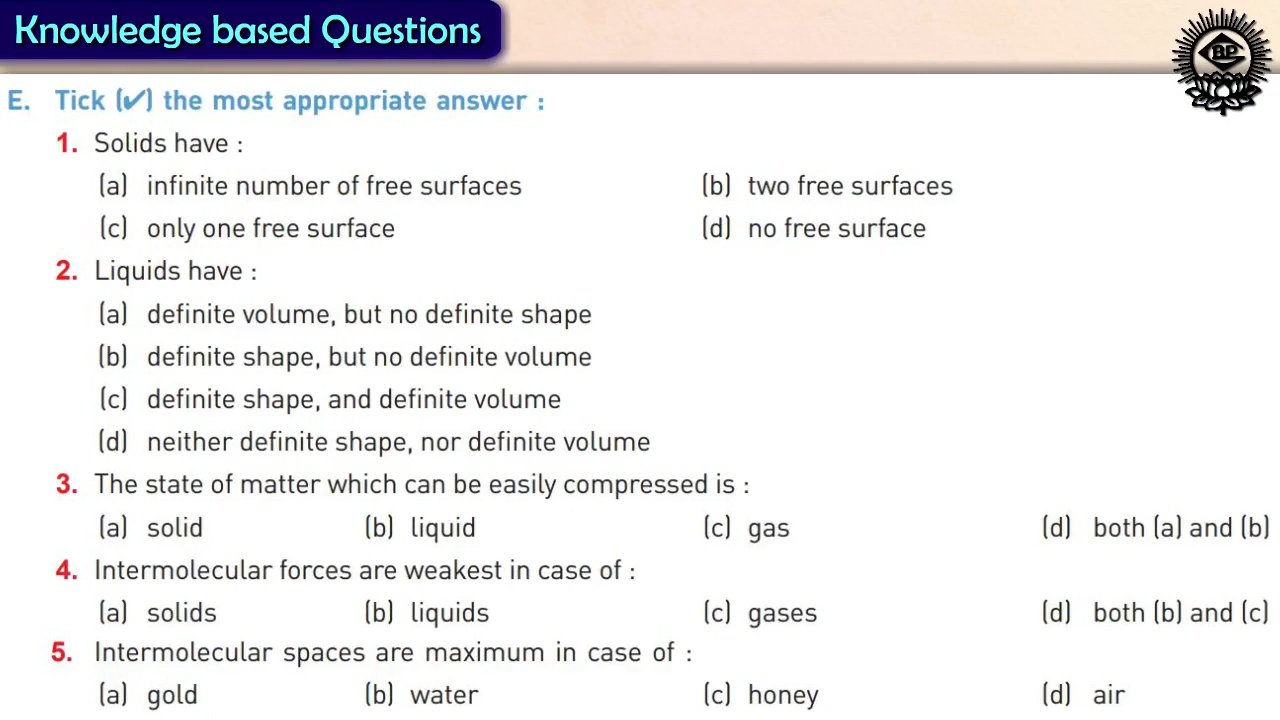 Knowledge based Questions
BP
E. Tick (✔) the most appropriate answer :
1. Solids have :
(a) infinite number of free surfaces (b) two free surfaces
(c) only one free surface (d) no free surface
2. Liquids have :
(a) definite volume, but no definite shape
(b) definite shape, but no definite volume
(c) definite shape, and definite volume
(d) neither definite shape, nor definite volume
3. The state of matter which can be easily compressed is :
(a) solid (b) liquid (c) gas (d) both (a) and (b)
4. Intermolecular forces are weakest in case of :
(a) solids (b) liquids (c) gases (d) both (b) and (c)
5. Intermolecular spaces are maximum in case of :
(a) gold (b) water (c) honey (d) air